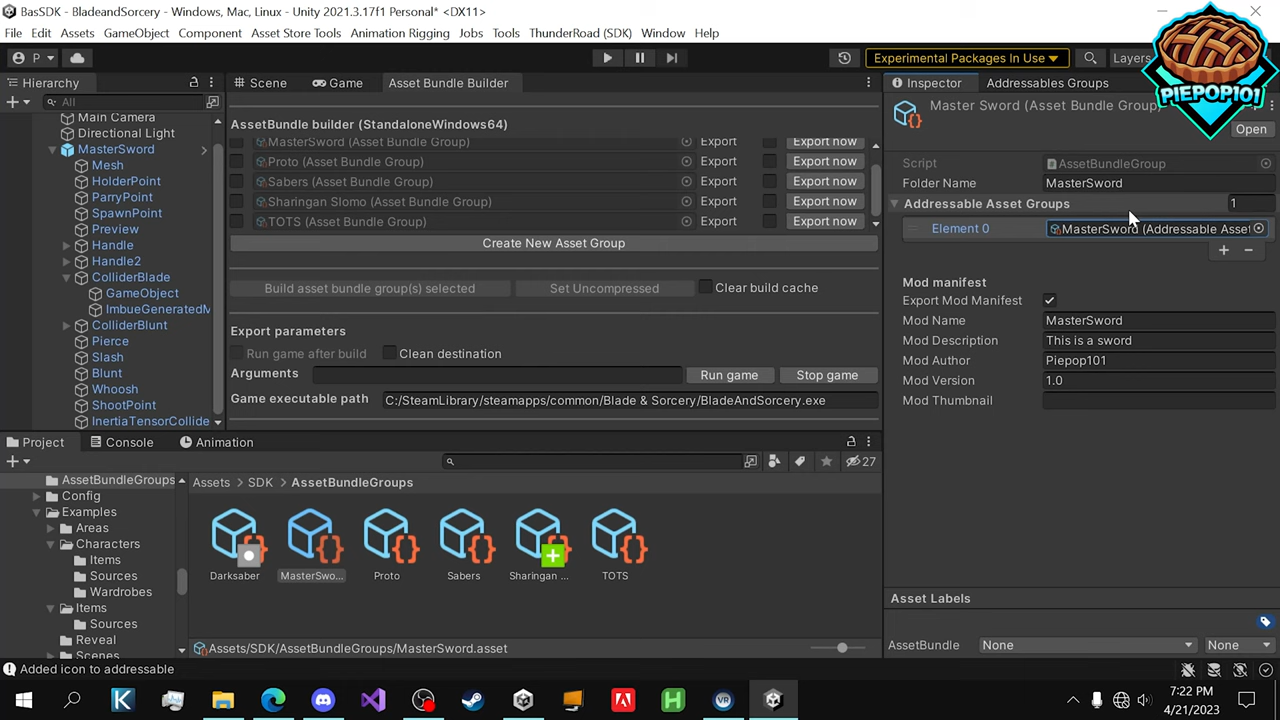 BasSDK - BladeandSorcery - Windows, Mac, Linux - Unity 2021.3.17f1 Personal* <DX11>
File Edit Assets GameObject Component Asset Store Tools Animation Rigging Jobs Tools ThunderRoad (SDK) Window Help
P Experimental Packages In Use Layers
PIEPOP101
Hierarchy
All
Main Camera
Directional Light
MasterSword
Mesh
HolderPoint
ParryPoint
SpawnPoint
Preview
Handle
Handle2
ColliderBlade
GameObject
ImbueGeneratedM
ColliderBlunt
Pierce
Slash
Blunt
Whoosh
ShootPoint
InertiaTensorCollide
Scene Game Asset Bundle Builder
AssetBundle builder (StandaloneWindows64)
MasterSword (Asset Bundle Group) Export Export now
Proto (Asset Bundle Group) Export Export now
Sabers (Asset Bundle Group) Export Export now
Sharingan Slomo (Asset Bundle Group) Export Export now
TOTS (Asset Bundle Group) Export Export now
Create New Asset Group
Build asset bundle group(s) selected Set Uncompressed Clear build cache
Export parameters
Run game after build Clean destination
Arguments Run game Stop game
Game executable path C:/SteamLibrary/steamapps/common/Blade & Sorcery/BladeAndSorcery.exe
Inspector Addressables Groups
Master Sword (Asset Bundle Group)
Open
Script AssetBundleGroup
Folder Name MasterSword
Addressable Asset Groups 1
Element 0 MasterSword (Addressable Asset
+ −
Mod manifest
Export Mod Manifest
Mod Name MasterSword
Mod Description This is a sword
Mod Author Piepop101
Mod Version 1.0
Mod Thumbnail
Asset Labels
AssetBundle None None
Project Console Animation
27
AssetBundleGroups
Config
Examples
Areas
Characters
Items
Sources
Wardrobes
Items
Sources
Reveal
Scenes
Assets > SDK > AssetBundleGroups
Darksaber MasterSwo... Proto Sabers Sharingan ... TOTS
Assets/SDK/AssetBundleGroups/MasterSword.asset
Added icon to addressable
7:22 PM
4/21/2023